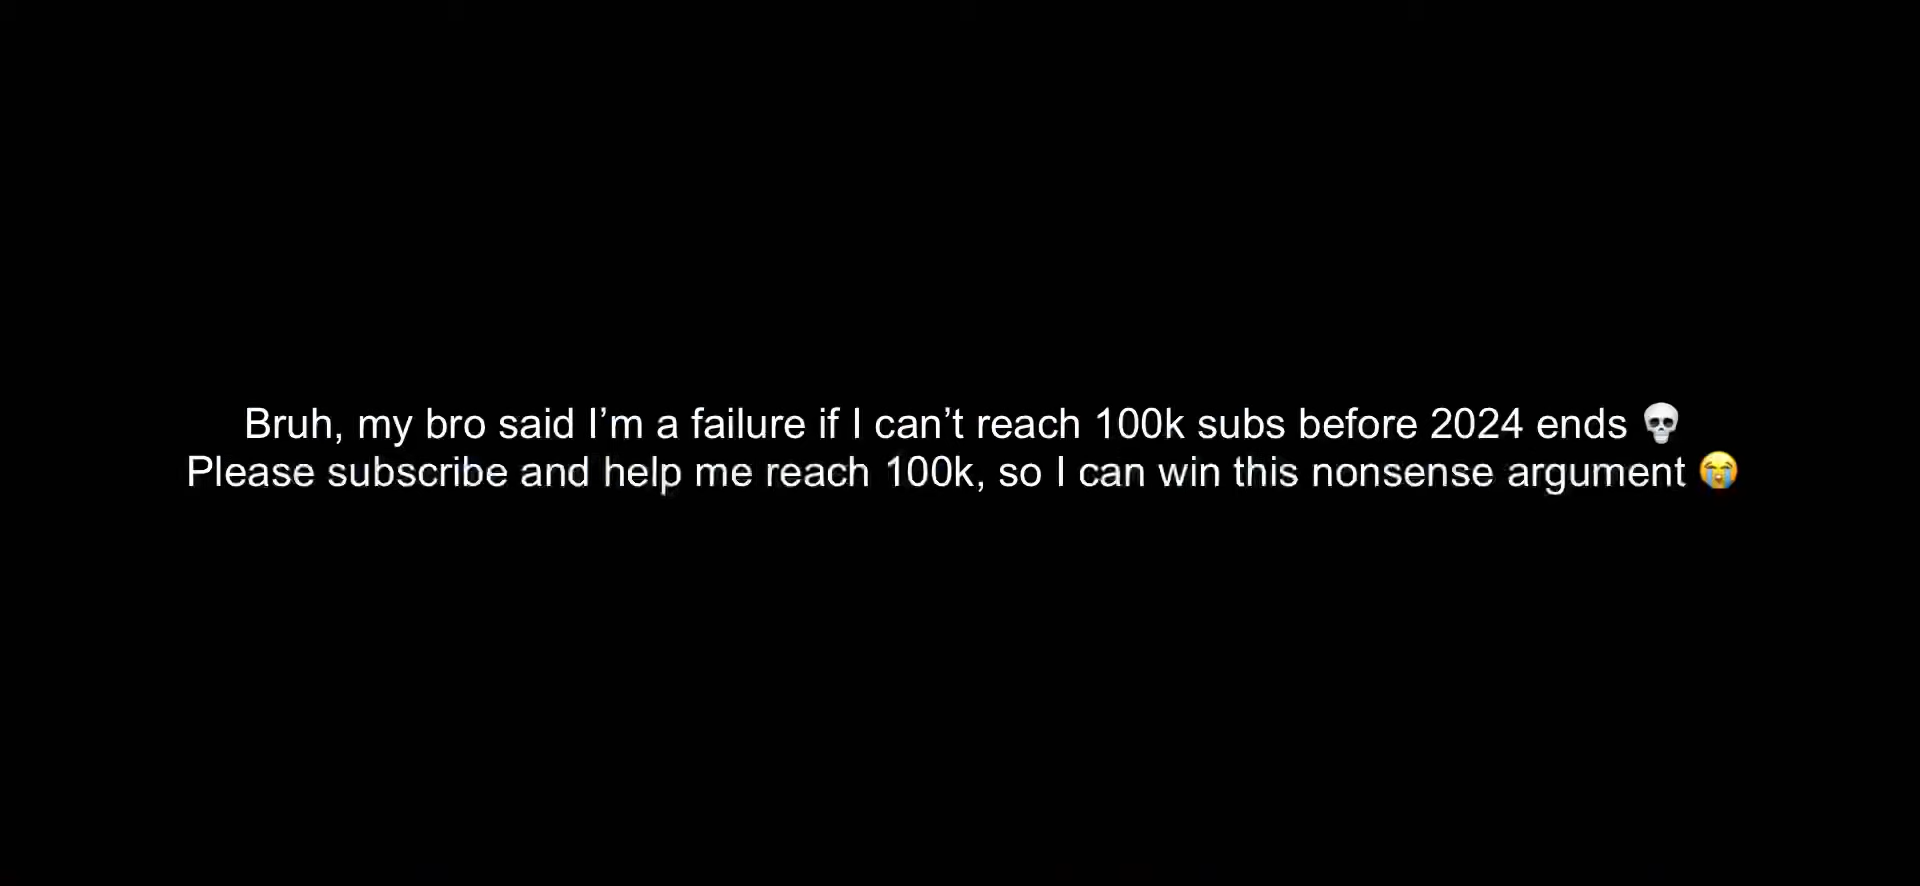 Bruh, my bro said I’m a failure if I can’t reach 100k subs before 2024 ends 💀
Please subscribe and help me reach 100k, so I can win this nonsense argument 😭